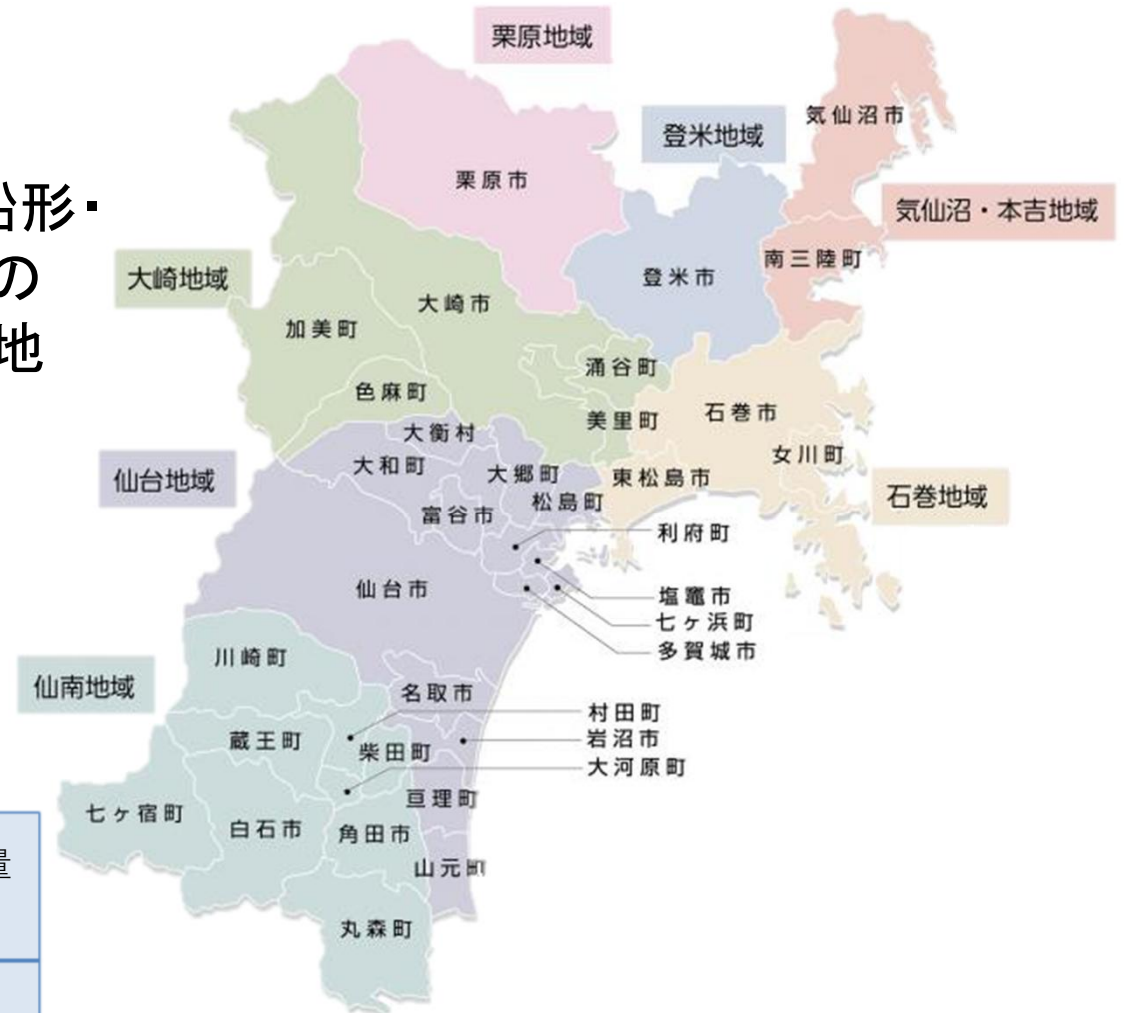 栗原地域
気仙沼市
登米地域
栗原市
形・
気仙沼・本吉地域
の
大崎地域
南三陸町
登米市
大崎市
加美町
地
涌谷町
色麻町
石巻市
美里町
大衡村
女川町
大和町
大郷町
東松島市
仙台地域
石巻地域
松島町
富谷市
利府町
仙台市
塩竈市
七ヶ浜町
多賀城市
川崎町
仙南地域
名取市
村田町
蔵王町
岩沼市
柴田町
大河原町
亘理町
七ヶ宿町
白石市
角田市
量
山元町
丸森町